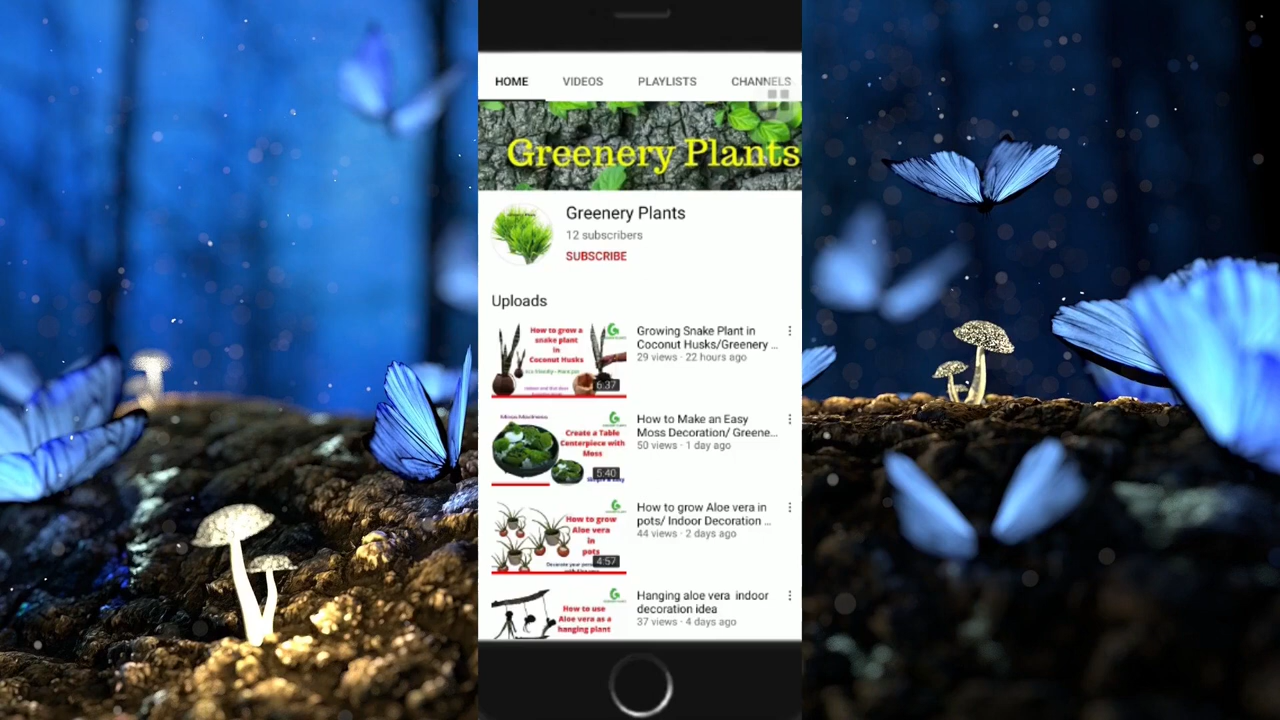 HOME VIDEOS PLAYLISTS CHANNELS
Greenery Plants
Greenery Plants
12 subscribers
SUBSCRIBE
Uploads
How to grow a
snake plant
in
Coconut Husks
6:37
Growing Snake Plant in
Coconut Husks/Greenery ...
29 views · 22 hours ago
Moss Madness
Create a Table
Centerpiece with
Moss
5:40
How to Make an Easy
Moss Decoration/ Greene...
50 views · 1 day ago
How to grow
Aloe vera
in
pots
4:57
How to grow Aloe vera in
pots/ Indoor Decoration ...
44 views · 2 days ago
How to use
Aloe vera as a
hanging plant
Hanging aloe vera indoor
decoration idea
37 views · 4 days ago